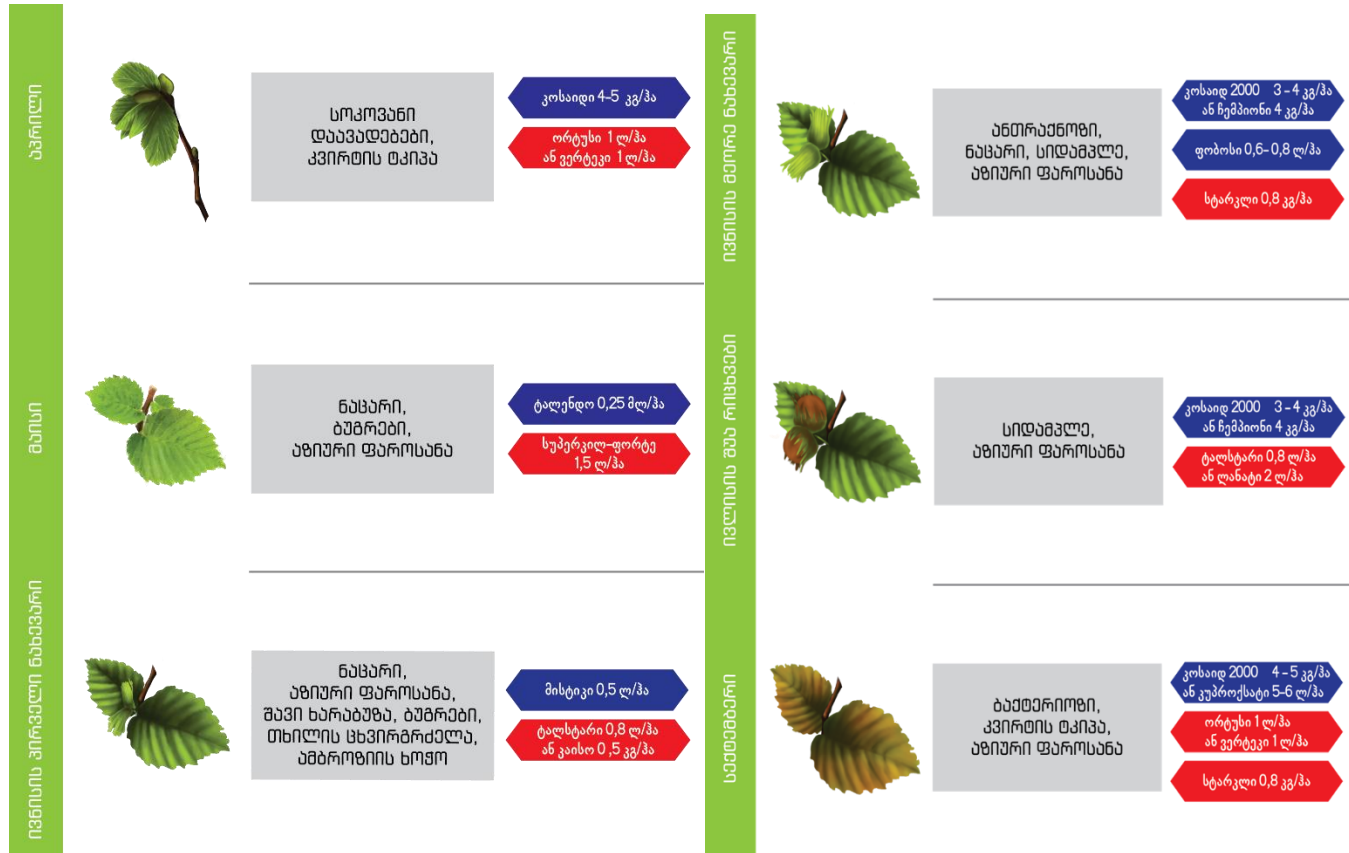 აპრილი
სოკოვანი
დაავადებები,
კვირტის ტკიპა
კოსაიდი 4-5 კგ/ჰა
ორტუსი 1 ლ/ჰა
ან ვერტეკი 1 ლ/ჰა
მაისი
ნაცარი,
ბუგრები,
აზიური ფაროსანა
ტალენდო 0,25 მლ/ჰა
სუპერკილ-ფორტე
1,5 ლ/ჰა
ივნისის პირველი ნახევარი
ნაცარი,
აზიური ფაროსანა,
შავი ხარაბუზა, ბუგრები,
თხილის ცხვირგრძელა,
ამბროზიის ხოჭო
მისტიკი 0,5 ლ/ჰა
ტალსტარი 0,8 ლ/ჰა
ან კაისო 0,5 კგ/ჰა
ივნისის მეორე ნახევარი
ანთრაქნოზი,
ნაცარი, სიდამპლე,
აზიური ფაროსანა
კოსაიდ 2000 3-4 კგ/ჰა
ან ჩემპიონი 4 კგ/ჰა
ფობოსი 0,6-0,8 ლ/ჰა
სტარკლი 0,8 კგ/ჰა
ივლისის შუა რიცხვები
სიდამპლე,
აზიური ფაროსანა
კოსაიდ 2000 3-4 კგ/ჰა
ან ჩემპიონი 4 კგ/ჰა
ტალსტარი 0,8 ლ/ჰა
ან ლანატი 2 ლ/ჰა
სექტემბერი
ბაქტერიოზი,
კვირტის ტკიპა,
აზიური ფაროსანა
კოსაიდ 2000 4-5 კგ/ჰა
ან კუპროქსატი 5-6 ლ/ჰა
ორტუსი 1 ლ/ჰა
ან ვერტეკი 1 ლ/ჰა
სტარკლი 0,8 კგ/ჰა